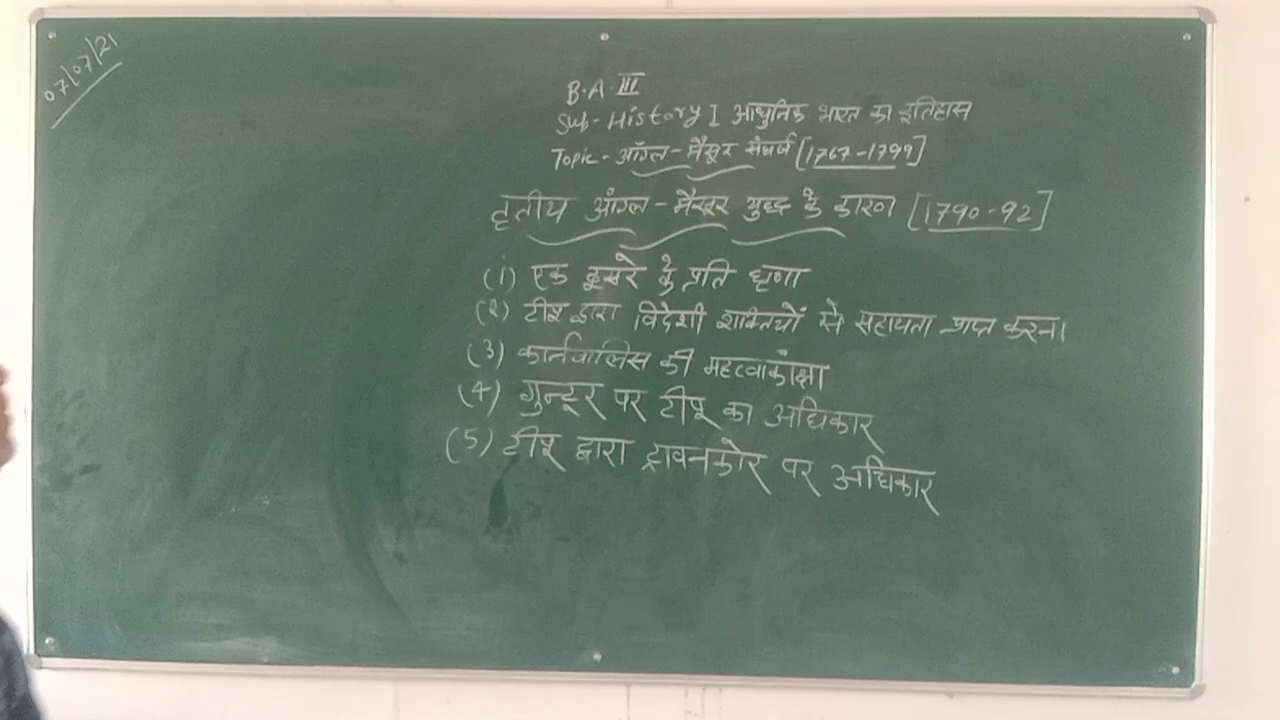 07/07/21
B.A. III
Sub- History I आधुनिक भारत का इतिहास
Topic - आँग्ल - मैसूर संघर्ष [1767-1799]
तृतीय आंग्ल - मैसूर युद्ध के कारण [1790-92]
(1) एक दूसरे के प्रति घृणा
(2) टीपू द्वारा विदेशी शक्तियों से सहायता प्राप्त करना
(3) कार्नवालिस की महत्वाकांक्षा
(4) गुन्टूर पर टीपू का अधिकार
(5) टीपू द्वारा ट्रावनकोर पर अधिकार